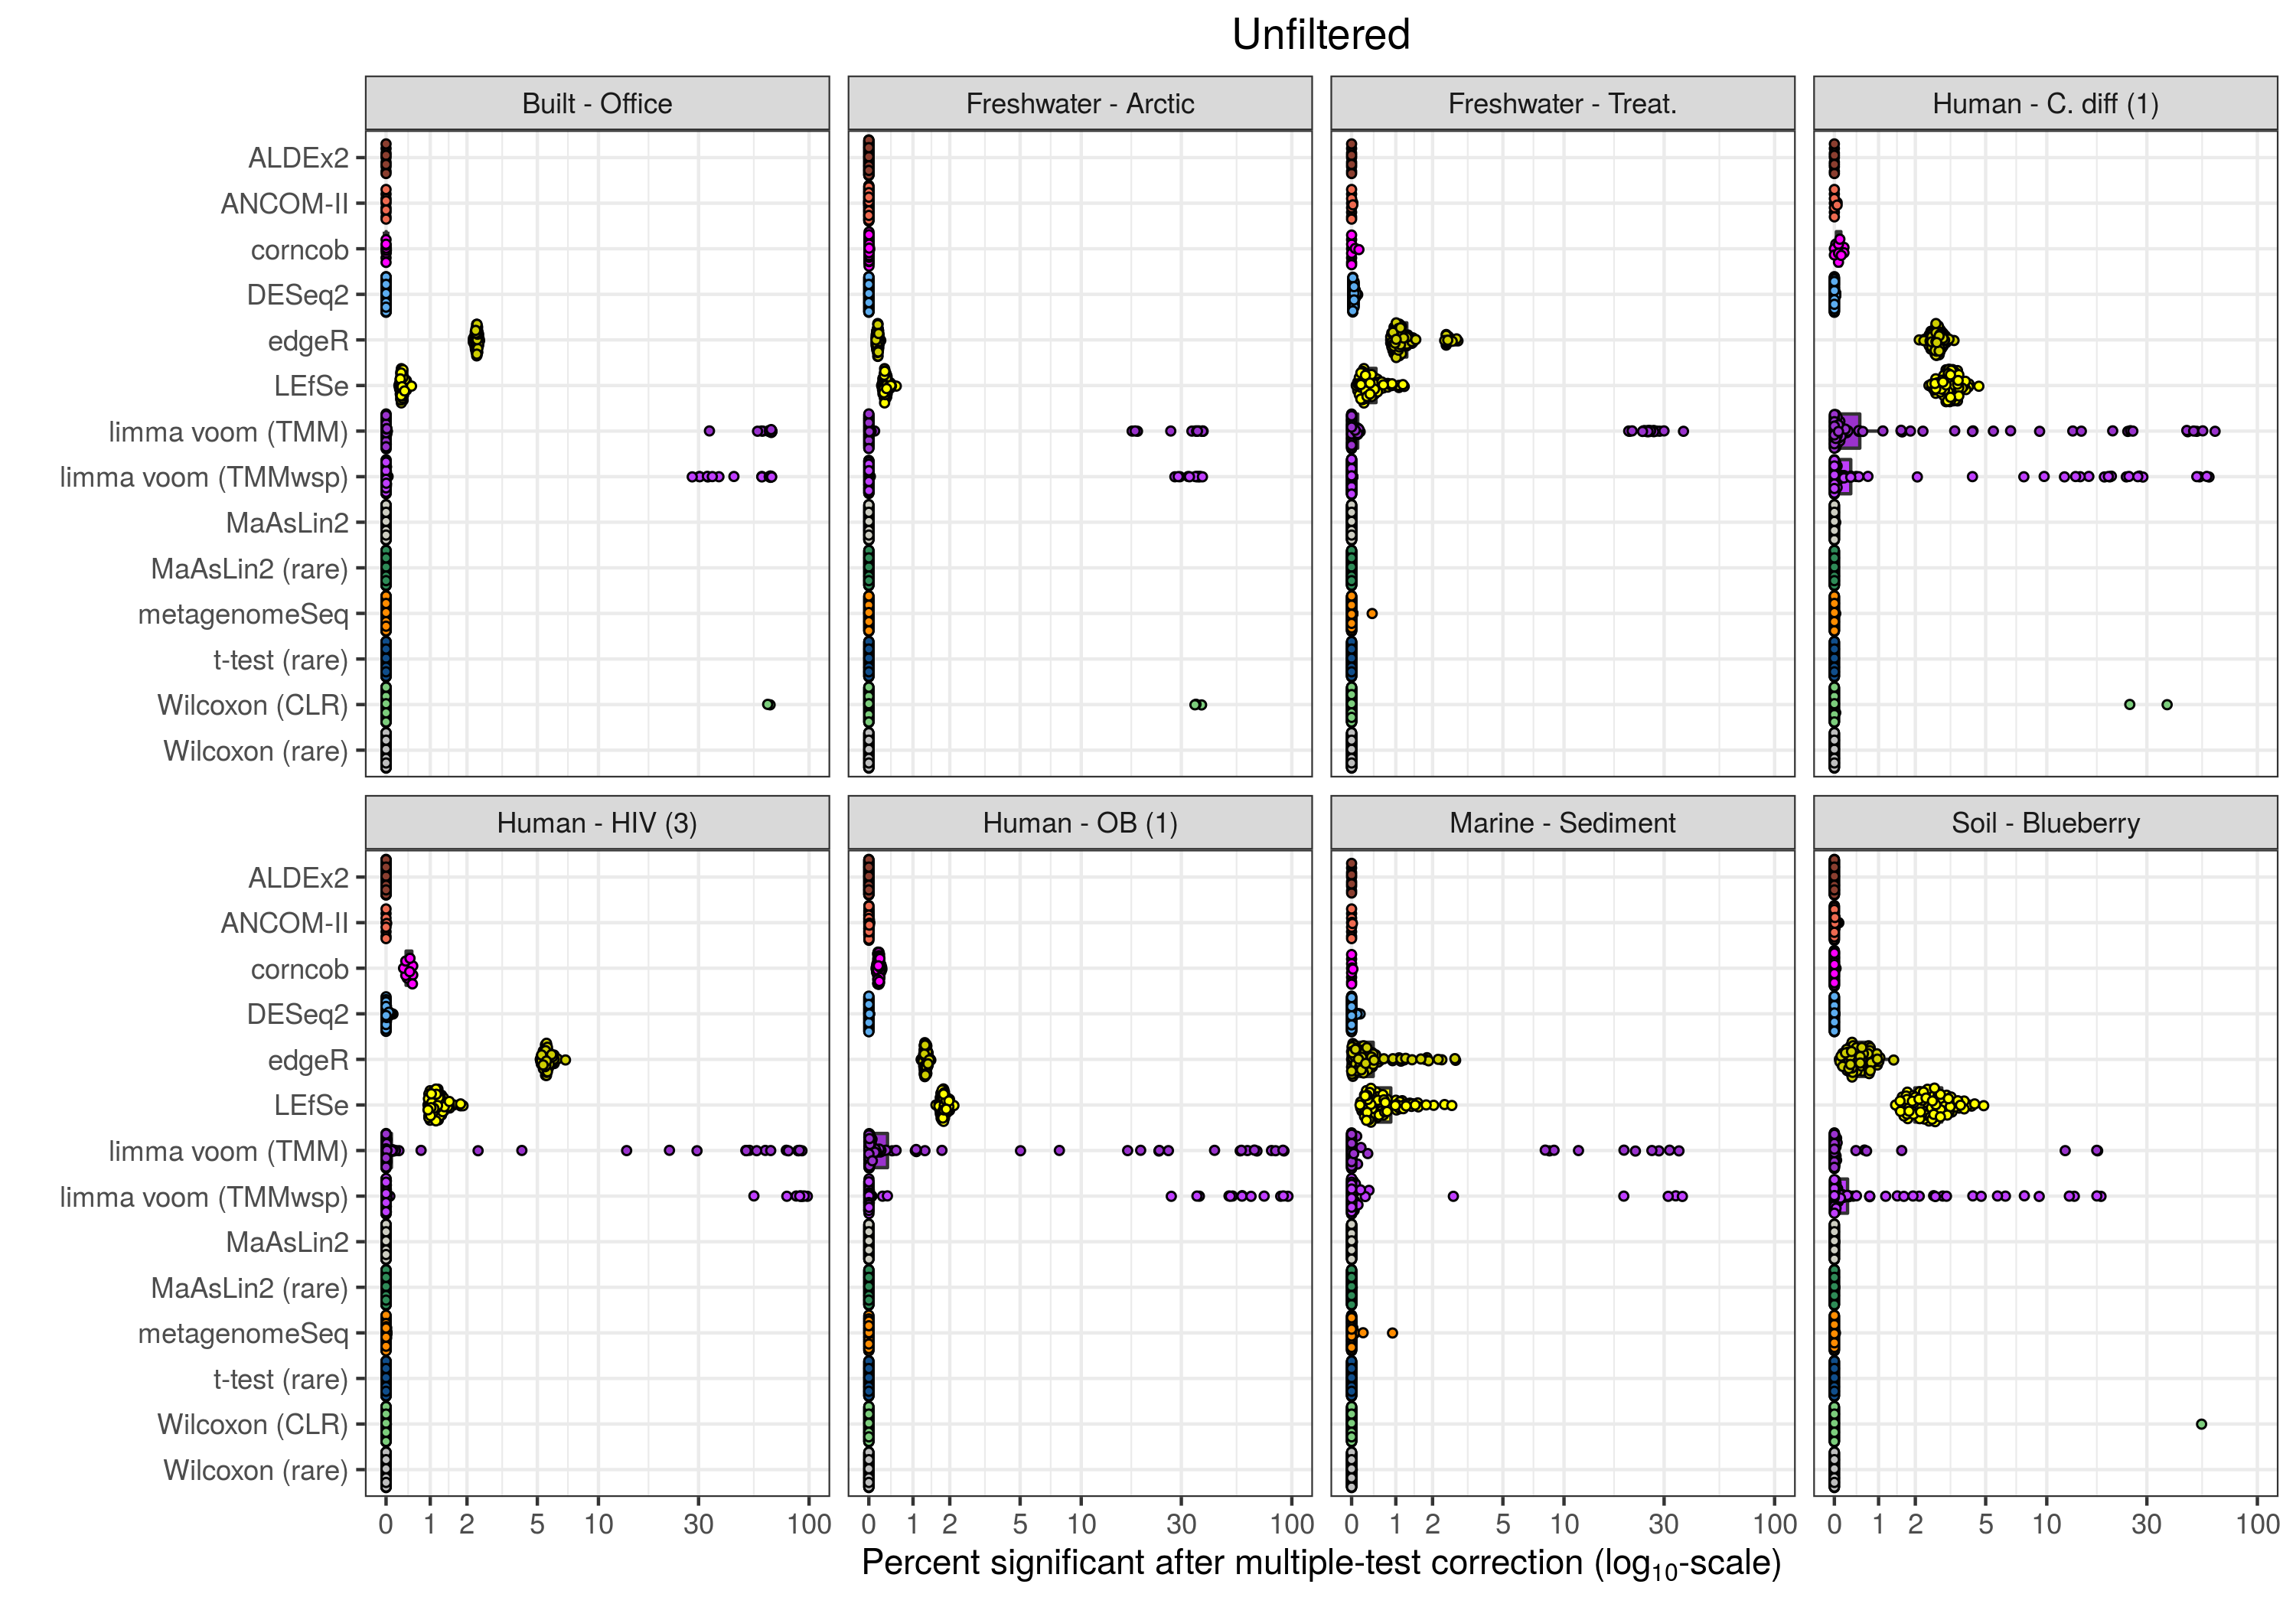 Unfiltered
Built - Office
Freshwater - Arctic
Freshwater - Treat.
Human - C. diff (1)
ALDEx2
ANCOM-II
corncob
DESeq2
edgeR
LEfSe
limma voom (TMM)
limma voom (TMMwsp)
MaAsLin2
MaAsLin2 (rare)
metagenomeSeq
t-test (rare)
Wilcoxon (CLR)
Wilcoxon (rare)
Human - HIV (3)
Human - OB (1)
Marine - Sediment
Soil - Blueberry
ALDEx2
ANCOM-II
corncob
DESeq2
edgeR
LEfSe
limma voom (TMM)
limma voom (TMMwsp)
MaAsLin2
MaAsLin2 (rare)
metagenomeSeq
t-test (rare)
Wilcoxon (CLR)
Wilcoxon (rare)
0 1 2 5 10 30 100
0 1 2 5 10 30 100
0 1 2 5 10 30 100
0 1 2 5 10 30 100
Percent significant after multiple-test correction (log10-scale)